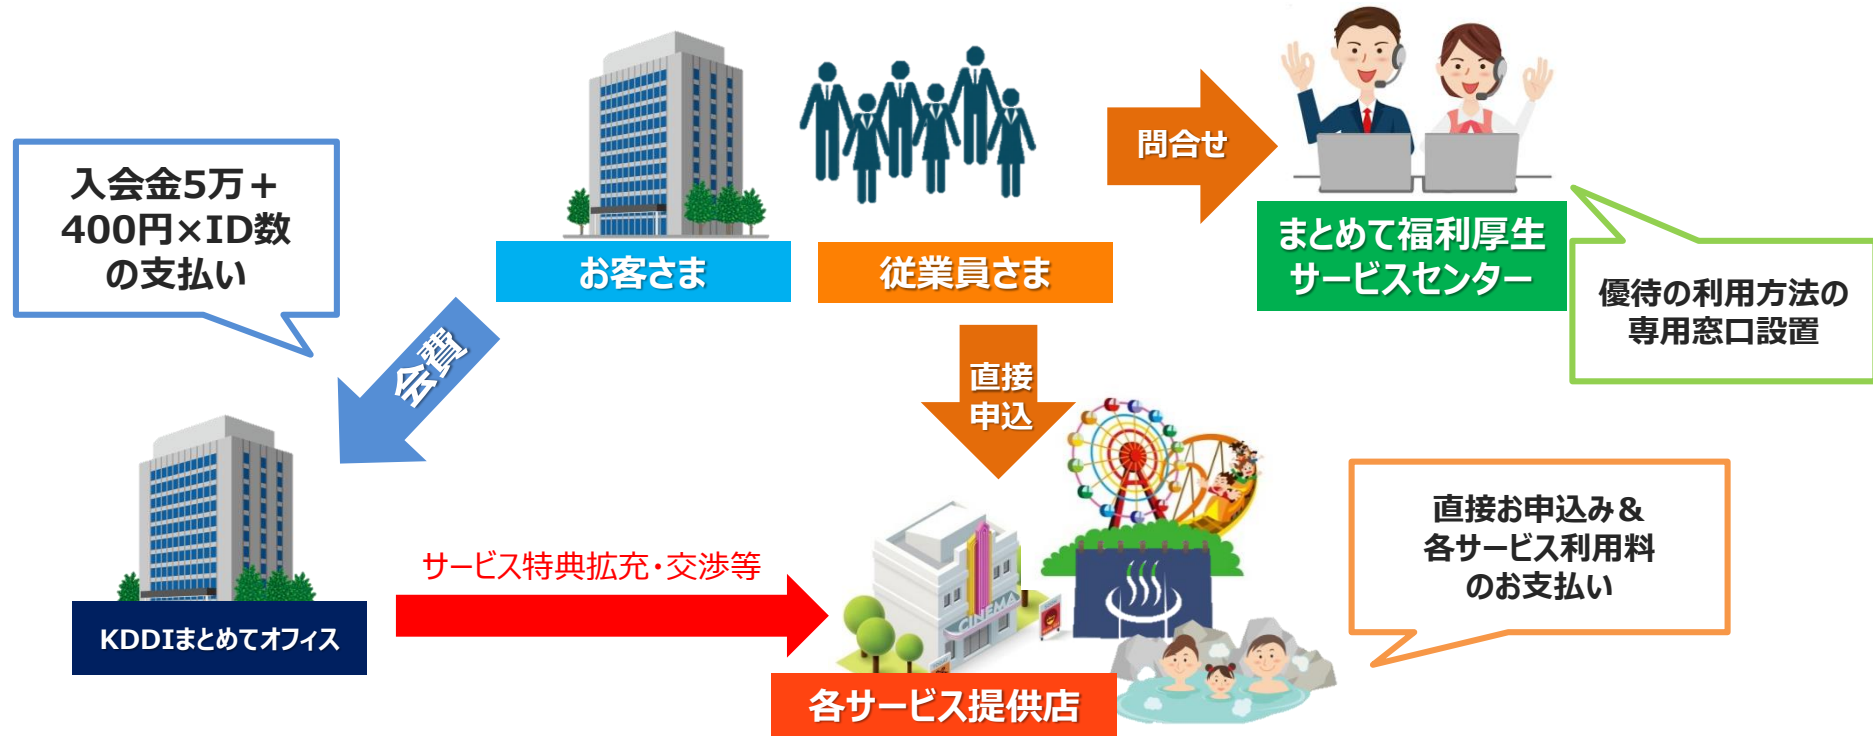 入会金5万＋
400円×ID数
の支払い
お客さま
従業員さま
問合せ
まとめて福利厚生
サービスセンター
優待の利用方法の
専用窓口設置
会費
直接
申込
KDDIまとめてオフィス
サービス特典拡充・交渉等
CINEMA
各サービス提供店
直接お申込み＆
各サービス利用料
のお支払い